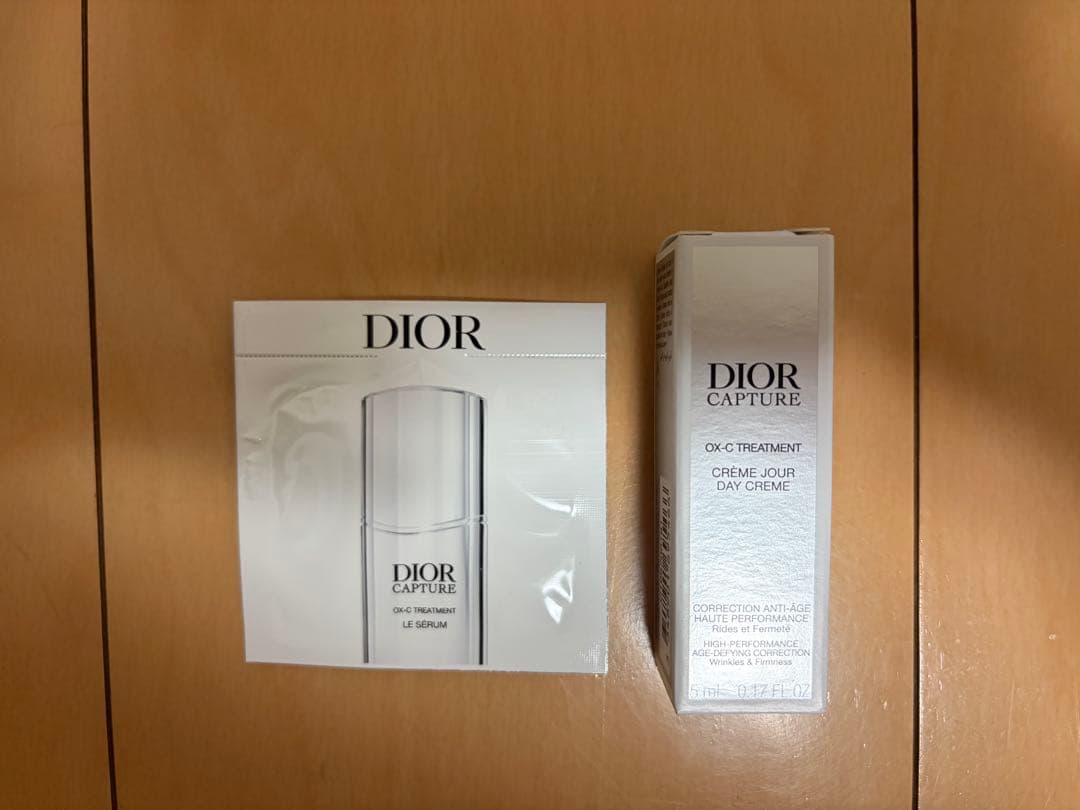 DIOR
DIOR
CAPTURE
OX-C TREATMENT
LE SÉRUM
DIOR
CAPTURE
OX-C TREATMENT
CRÈME JOUR
DAY CREME
CORRECTION ANTI-ÂGE
HAUTE PERFORMANCE
Rides et Fermeté
HIGH-PERFORMANCE
AGE-DEFYING CORRECTION
Wrinkles & Firmness
5 ml 0.17 FL OZ